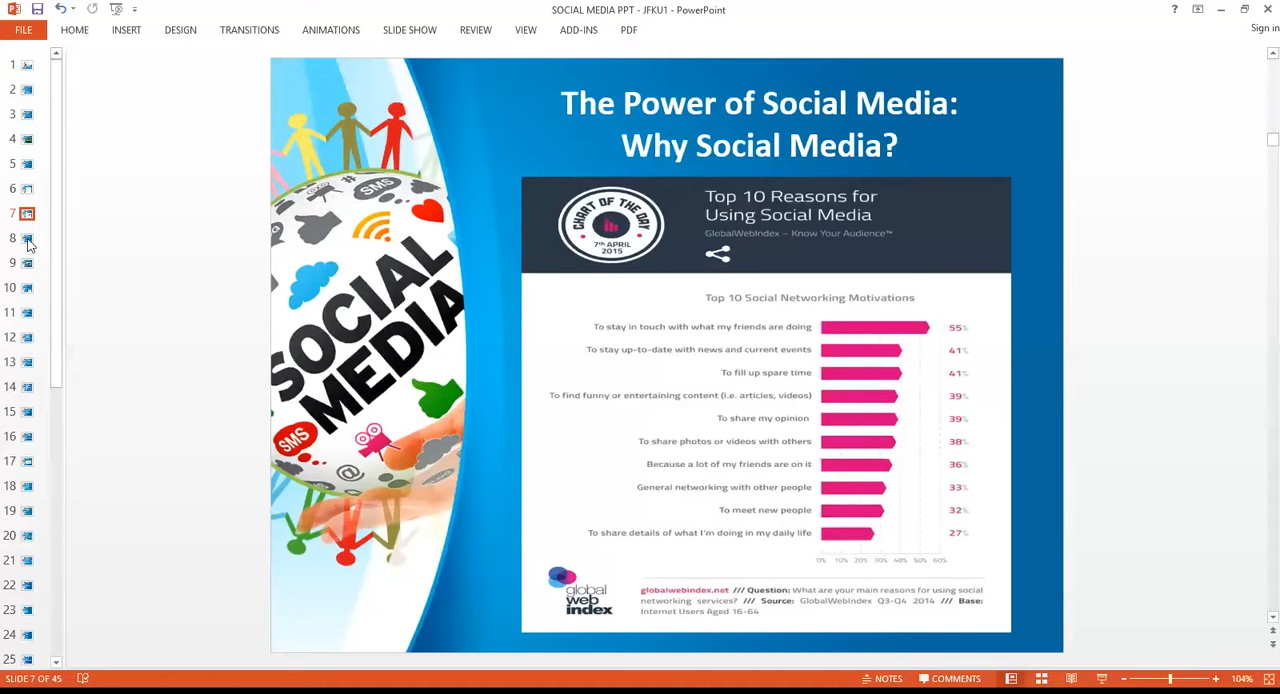 SOCIAL MEDIA PPT - JFKU1 - PowerPoint
?
FILE HOME INSERT DESIGN TRANSITIONS ANIMATIONS SLIDE SHOW REVIEW VIEW ADD-INS PDF
Sign in
1
2
3
4
5
6
7
8
9
10
11
12
13
14
15
16
17
18
19
20
21
22
23
24
25
The Power of Social Media:
Why Social Media?
SMS
#
SOCIAL
MEDIA
SMS
@
CHART OF THE DAY
7TH APRIL
2015
Top 10 Reasons for
Using Social Media
GlobalWebIndex – Know Your Audience™
Top 10 Social Networking Motivations
To stay in touch with what my friends are doing 55%
To stay up-to-date with news and current events 41%
To fill up spare time 41%
To find funny or entertaining content (i.e. articles, videos) 39%
To share my opinion 39%
To share photos or videos with others 38%
Because a lot of my friends are on it 36%
General networking with other people 33%
To meet new people 32%
To share details of what I'm doing in my daily life 27%
0% 10% 20% 30% 40% 50% 60%
global
web
index
globalwebindex.net /// Question: What are your main reasons for using social
networking services? /// Source: GlobalWebIndex Q3-Q4 2014 /// Base:
Internet Users Aged 16-64
SLIDE 7 OF 45 NOTES COMMENTS 104%